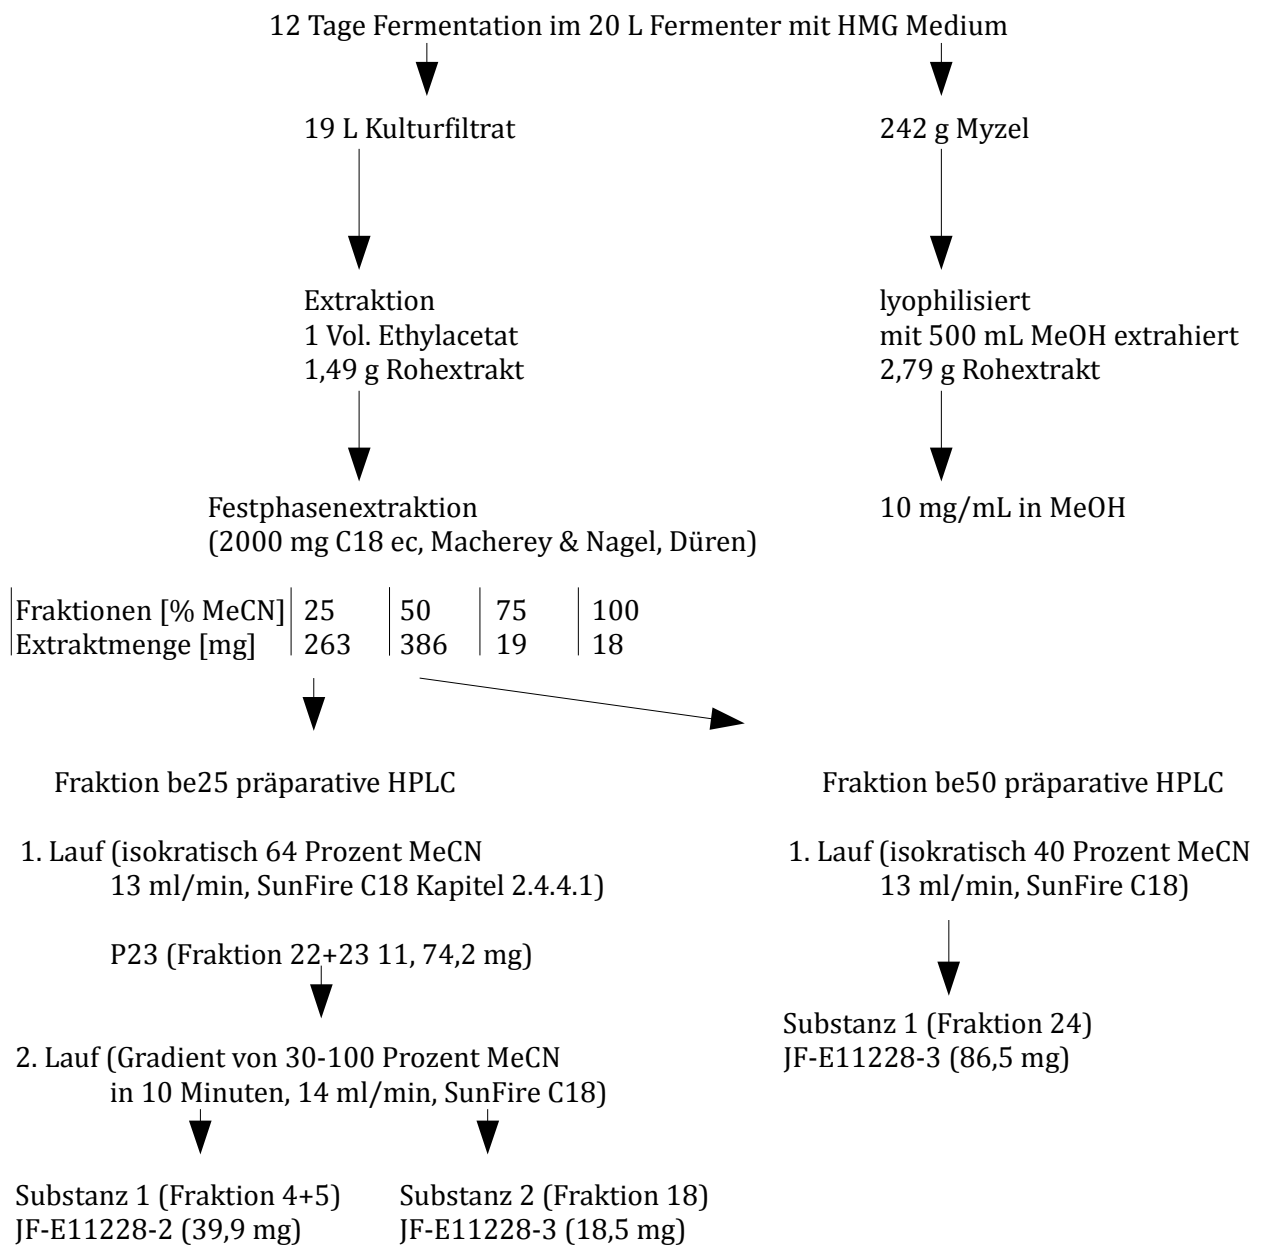 12 Tage Fermentation im 20 L Fermenter mit HMG Medium
19 L Kulturfiltrat
242 g Myzel
Extraktion
1 Vol. Ethylacetat
1,49 g Rohextrakt
lyophilisiert
mit 500 mL MeOH extrahiert
2,79 g Rohextrakt
Festphasenextraktion
(2000 mg C18 ec, Macherey & Nagel, Düren)
10 mg/mL in MeOH
Fraktionen [% MeCN] 25 50 75 100
Extraktmenge [mg] 263 386 19 18
Fraktion be25 präparative HPLC
1. Lauf (isokratisch 64 Prozent MeCN
13 ml/min, SunFire C18 Kapitel 2.4.4.1)
P23 (Fraktion 22+23 11, 74,2 mg)
2. Lauf (Gradient von 30-100 Prozent MeCN
in 10 Minuten, 14 ml/min, SunFire C18)
Substanz 1 (Fraktion 4+5)
JF-E11228-2 (39,9 mg)
Substanz 2 (Fraktion 18)
JF-E11228-3 (18,5 mg)
Fraktion be50 präparative HPLC
1. Lauf (isokratisch 40 Prozent MeCN
13 ml/min, SunFire C18)
Substanz 1 (Fraktion 24)
JF-E11228-3 (86,5 mg)